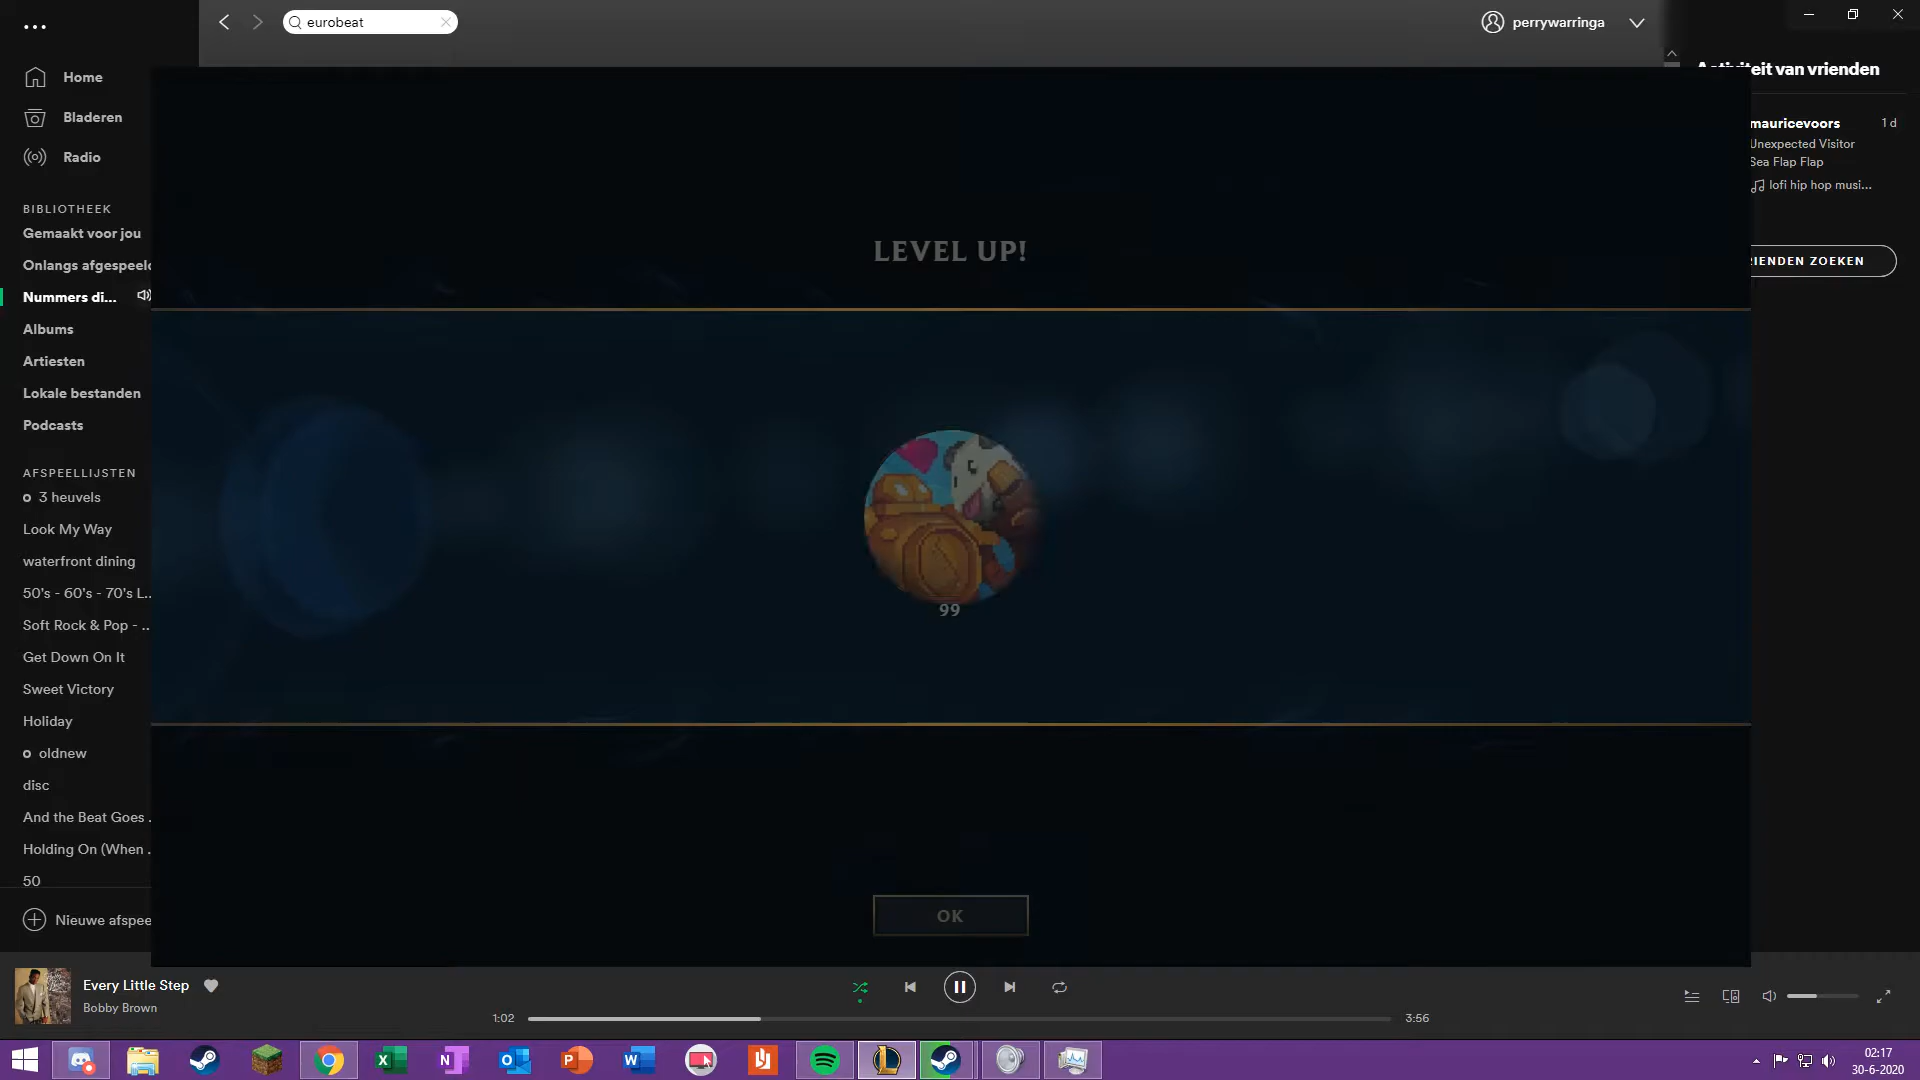 eurobeat
perrywarringa
Home
Bladeren
Radio
BIBLIOTHEEK
Gemaakt voor jou
Onlangs afgespeeld
Nummers di...
Albums
Artiesten
Lokale bestanden
Podcasts
AFSPEELLIJSTEN
3 heuvels
Look My Way
waterfront dining
50's - 60's - 70's L...
Soft Rock & Pop - ..
Get Down On It
Sweet Victory
Holiday
oldnew
disc
And the Beat Goes .
Holding On (When .
50
Nieuwe afspee
LEVEL UP!
99
OK
Activiteit van vrienden
mauricevoors 1 d
Unexpected Visitor
Sea Flap Flap
lofi hip hop musi...
RIENDEN ZOEKEN
Every Little Step
Bobby Brown
1:02
3:56
02:17
30-6-2020